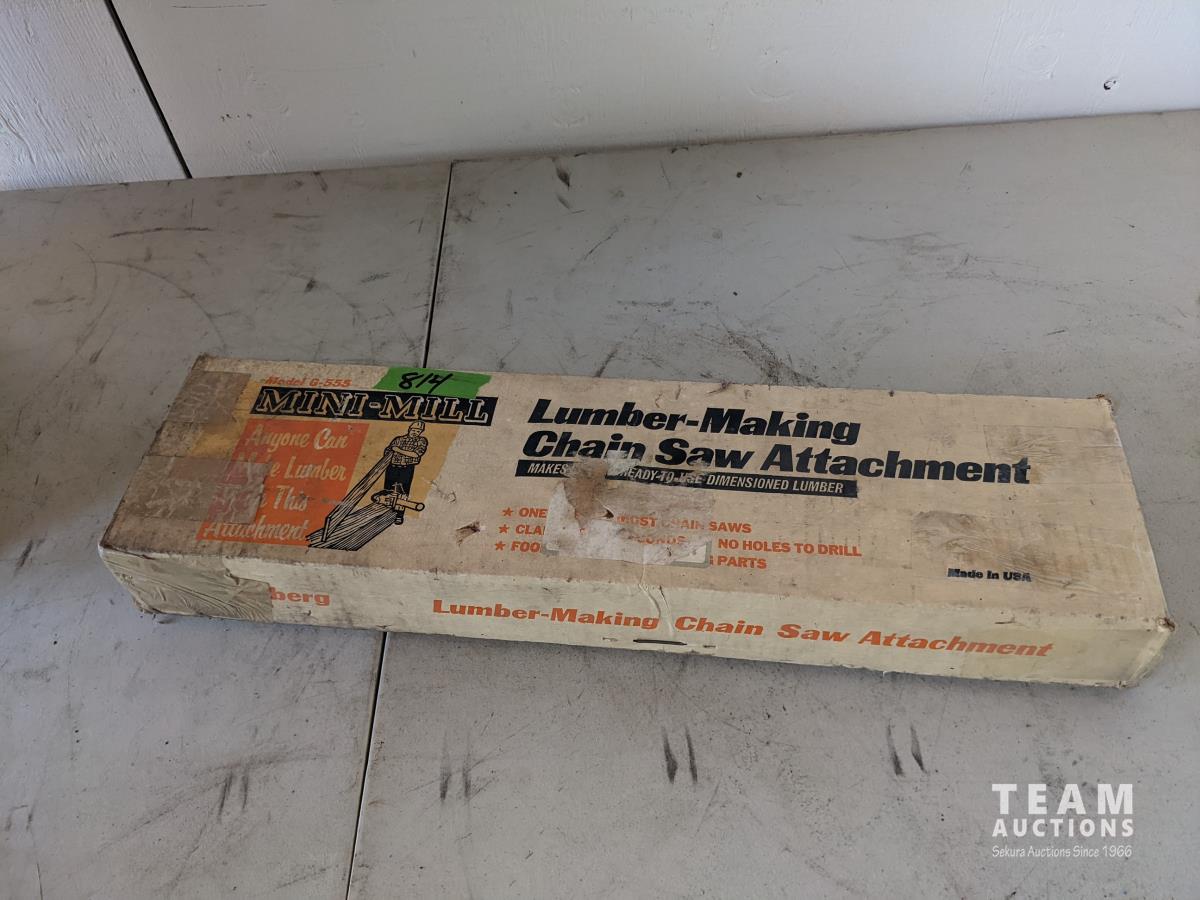 Model G-555
814
MINI-MILL
Anyone Can
Lumber
This
Attachment
Lumber-Making
Chain Saw Attachment
MAKES READY-TO-USE DIMENSIONED LUMBER
★ ONE MOST CHAIN SAWS
★ CLA NO HOLES TO DRILL
★ FOO PARTS
Made In USA
berg
Lumber-Making Chain Saw Attachment
TEAM
AUCTIONS
Sekura Auctions Since 1966